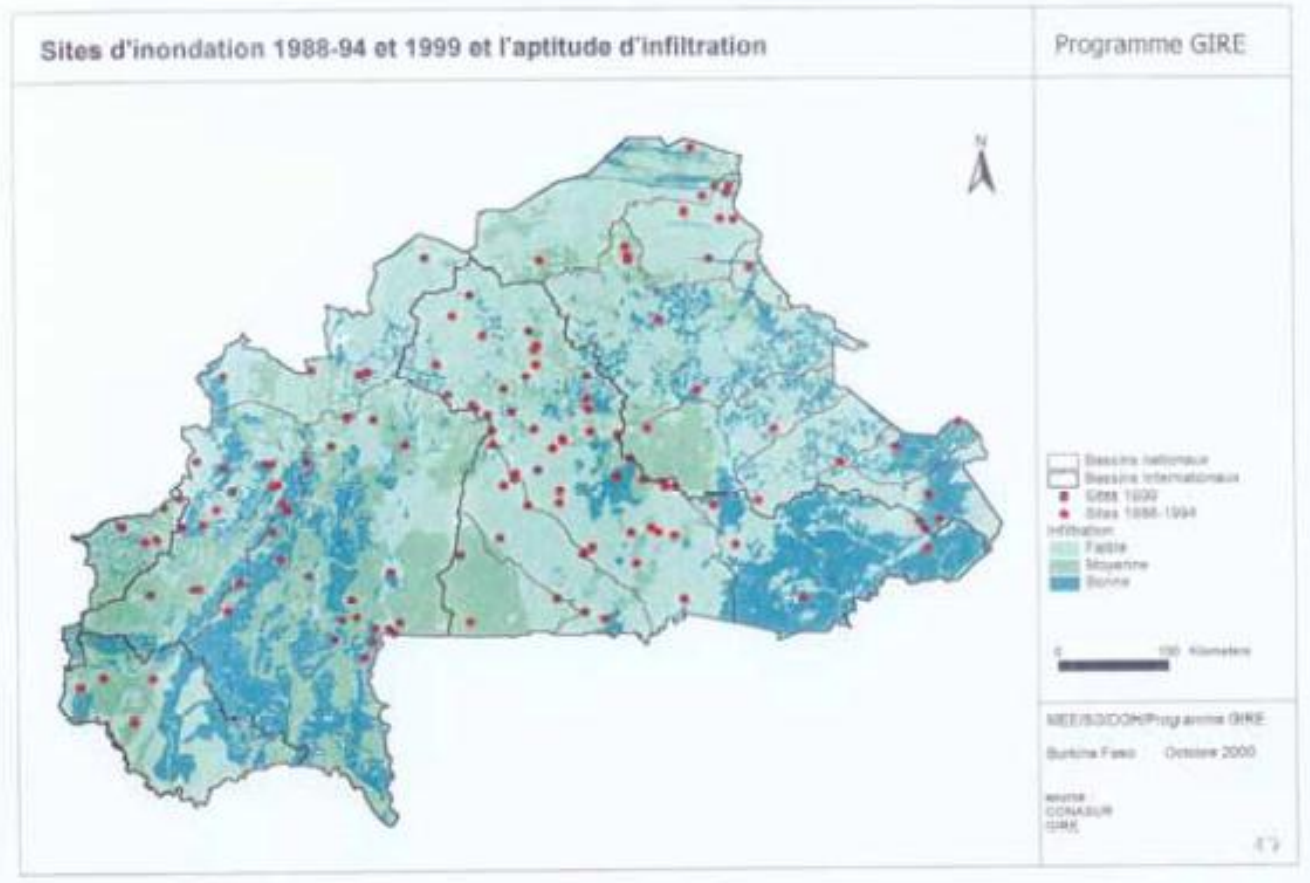 Sites d'inondation 1988-94 et 1999 et l'aptitude d'infiltration
Programme GIRE
N
Bassins nationaux
Bassins internationaux
Sites 1999
Sites 1988-1994
Infiltration
Faible
Moyenne
Bonne
0 100 Kilometers
MEE/SG/DGH/Programme GIRE
Burkina Faso Octobre 2000
source :
CONASUR
GIRE